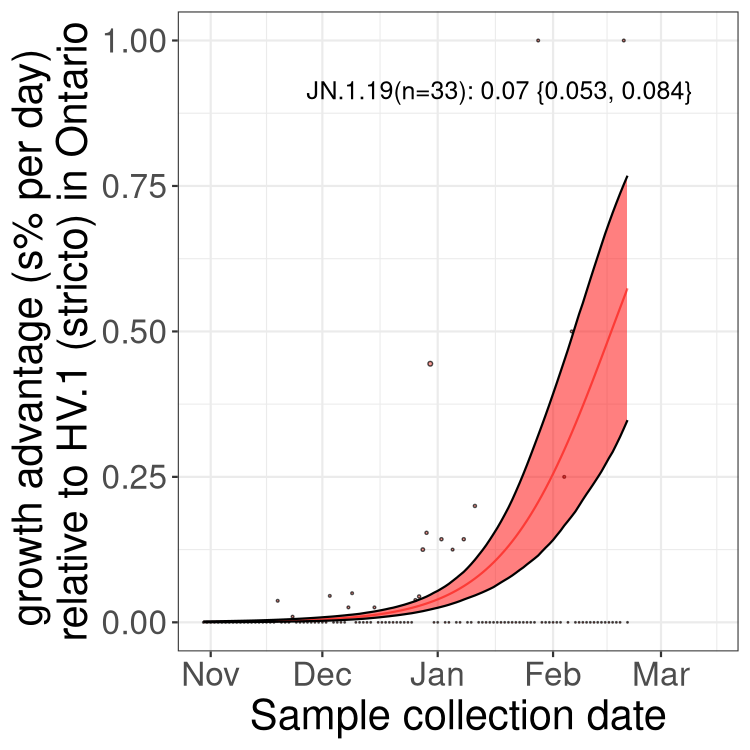 growth advantage (s% per day)
relative to HV.1 (stricto) in Ontario
1.00
0.75
0.50
0.25
0.00
JN.1.19(n=33): 0.07 {0.053, 0.084}
Nov Dec Jan Feb Mar
Sample collection date